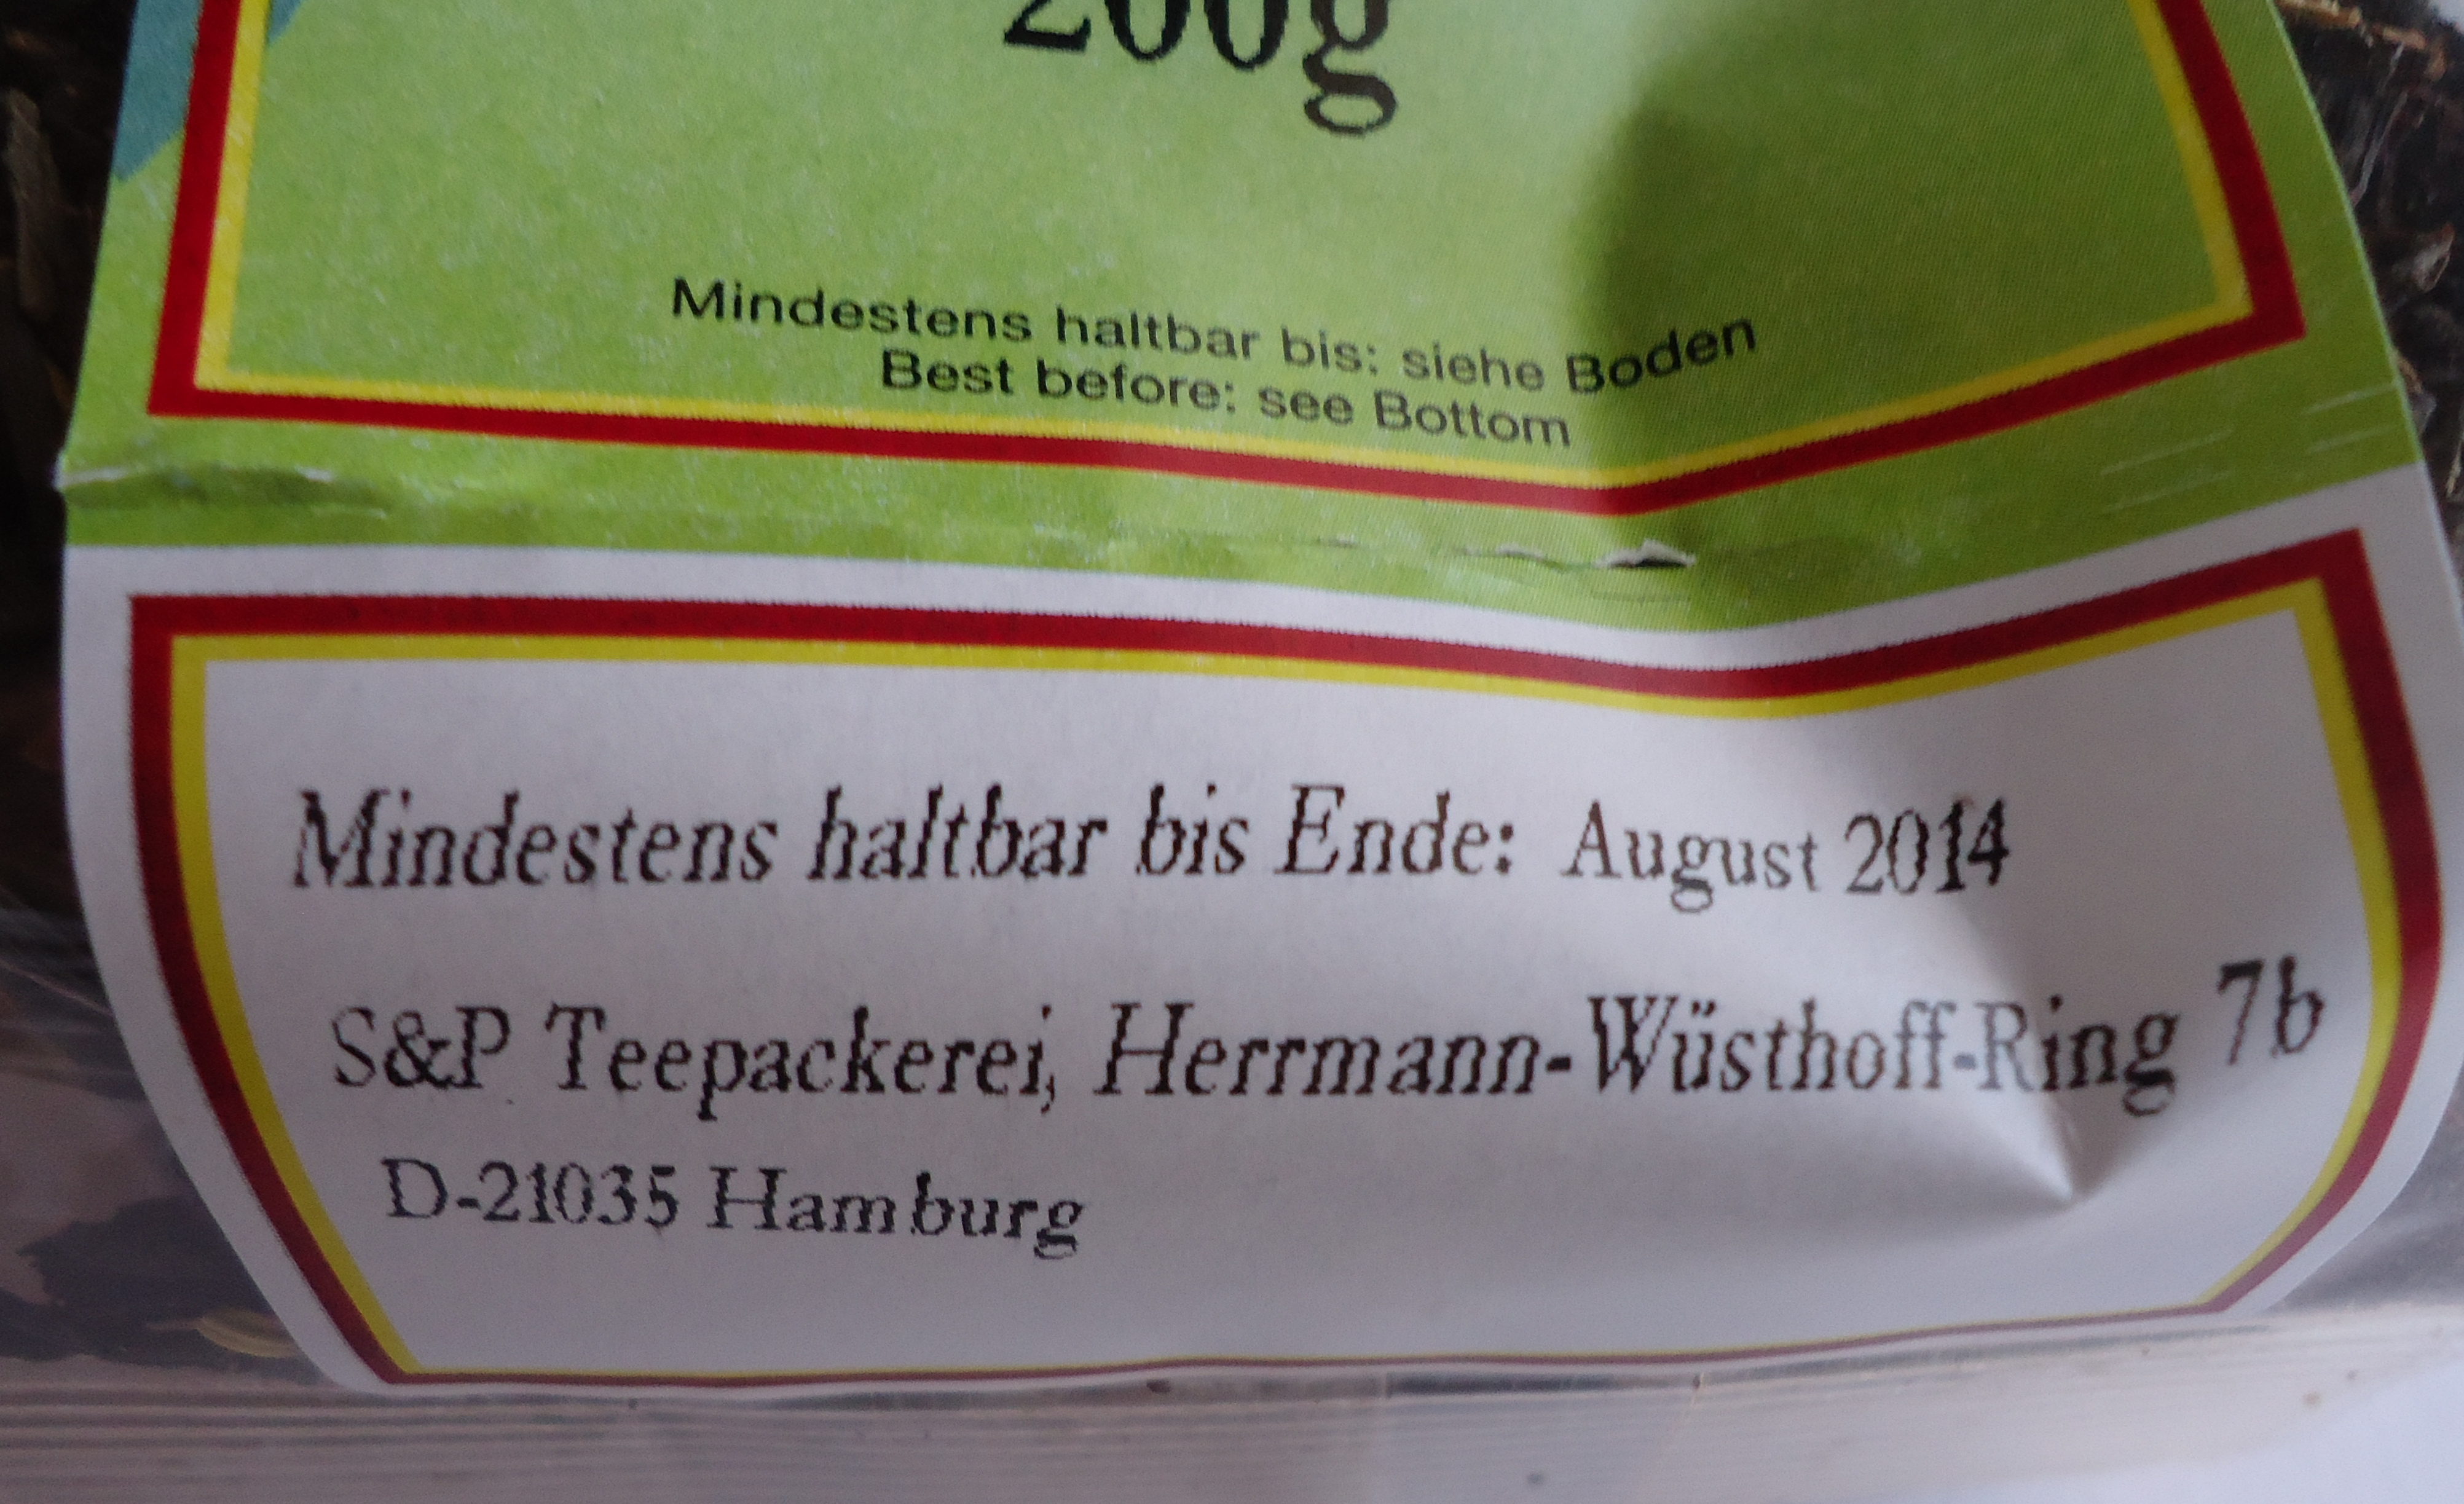 200g
Mindestens haltbar bis: siehe Boden
Best before: see Bottom
Mindestens haltbar bis Ende: August 2014
S&P Teepackerei, Herrmann-Wüsthoff-Ring 7b
D-21035 Hamburg